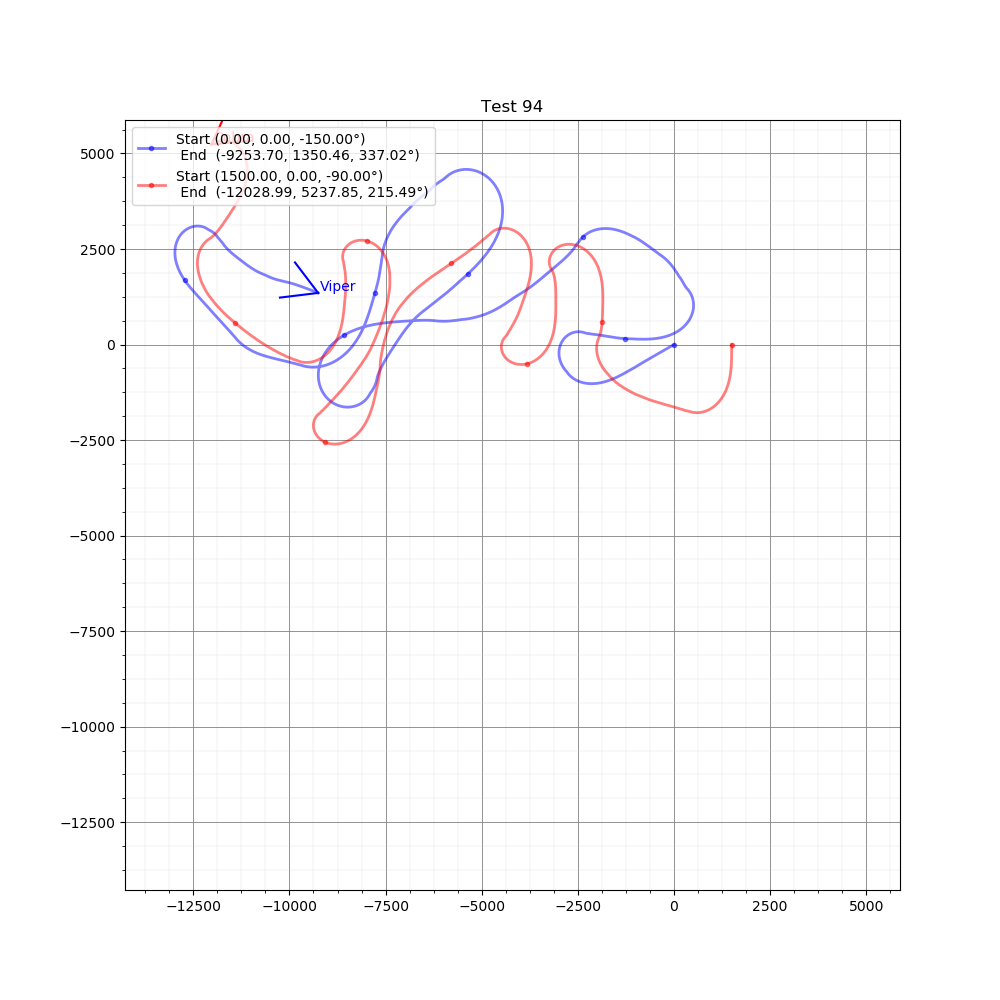 Test 94
Start (0.00, 0.00, -150.00°)
End (-9253.70, 1350.46, 337.02°)
Start (1500.00, 0.00, -90.00°)
End (-12028.99, 5237.85, 215.49°)
Viper
5000
2500
0
−2500
−5000
−7500
−10000
−12500
−12500 −10000 −7500 −5000 −2500 0 2500 5000